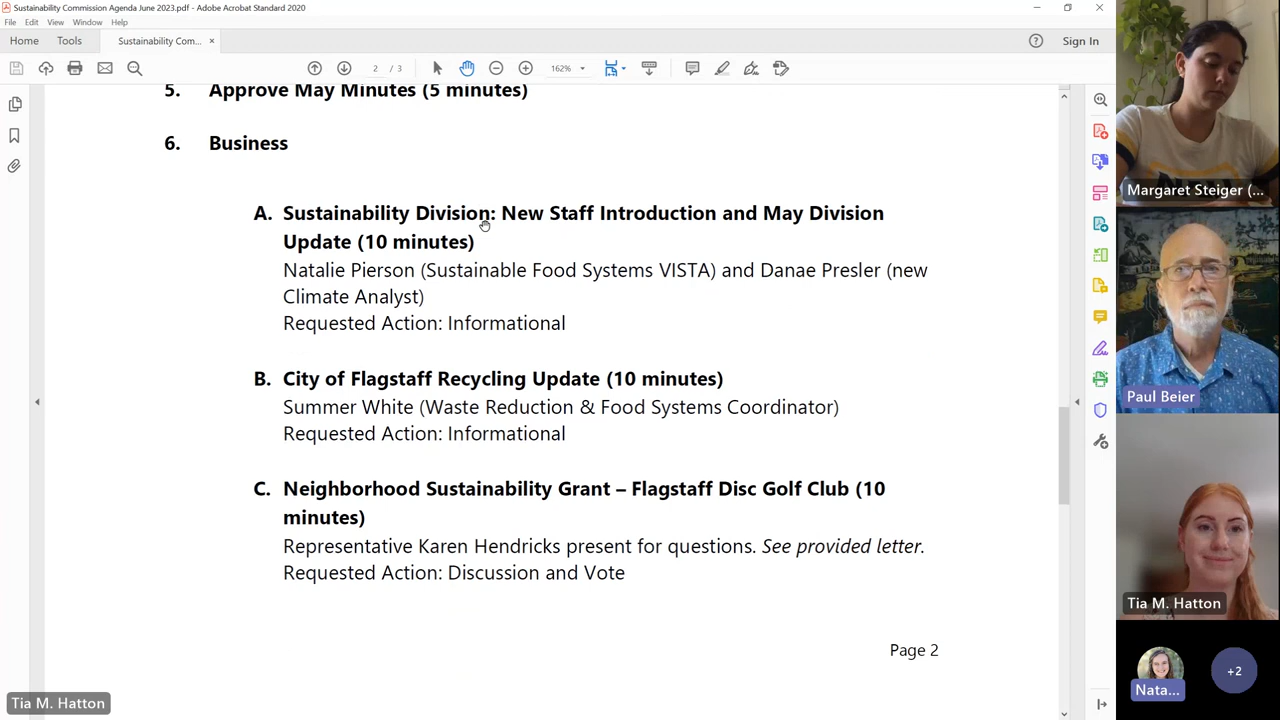 Sustainability Commission Agenda June 2023.pdf - Adobe Acrobat Standard 2020
File Edit View Window Help
Home Tools Sustainability Com... × Sign In
2 / 3 162%
5. Approve May Minutes (5 minutes)
6. Business
A. Sustainability Division: New Staff Introduction and May Division
Update (10 minutes)
Natalie Pierson (Sustainable Food Systems VISTA) and Danae Presler (new
Climate Analyst)
Requested Action: Informational
B. City of Flagstaff Recycling Update (10 minutes)
Summer White (Waste Reduction & Food Systems Coordinator)
Requested Action: Informational
C. Neighborhood Sustainability Grant – Flagstaff Disc Golf Club (10
minutes)
Representative Karen Hendricks present for questions. See provided letter.
Requested Action: Discussion and Vote
Page 2
Tia M. Hatton
Margaret Steiger (...
Paul Beier
Tia M. Hatton
Nata...
+2